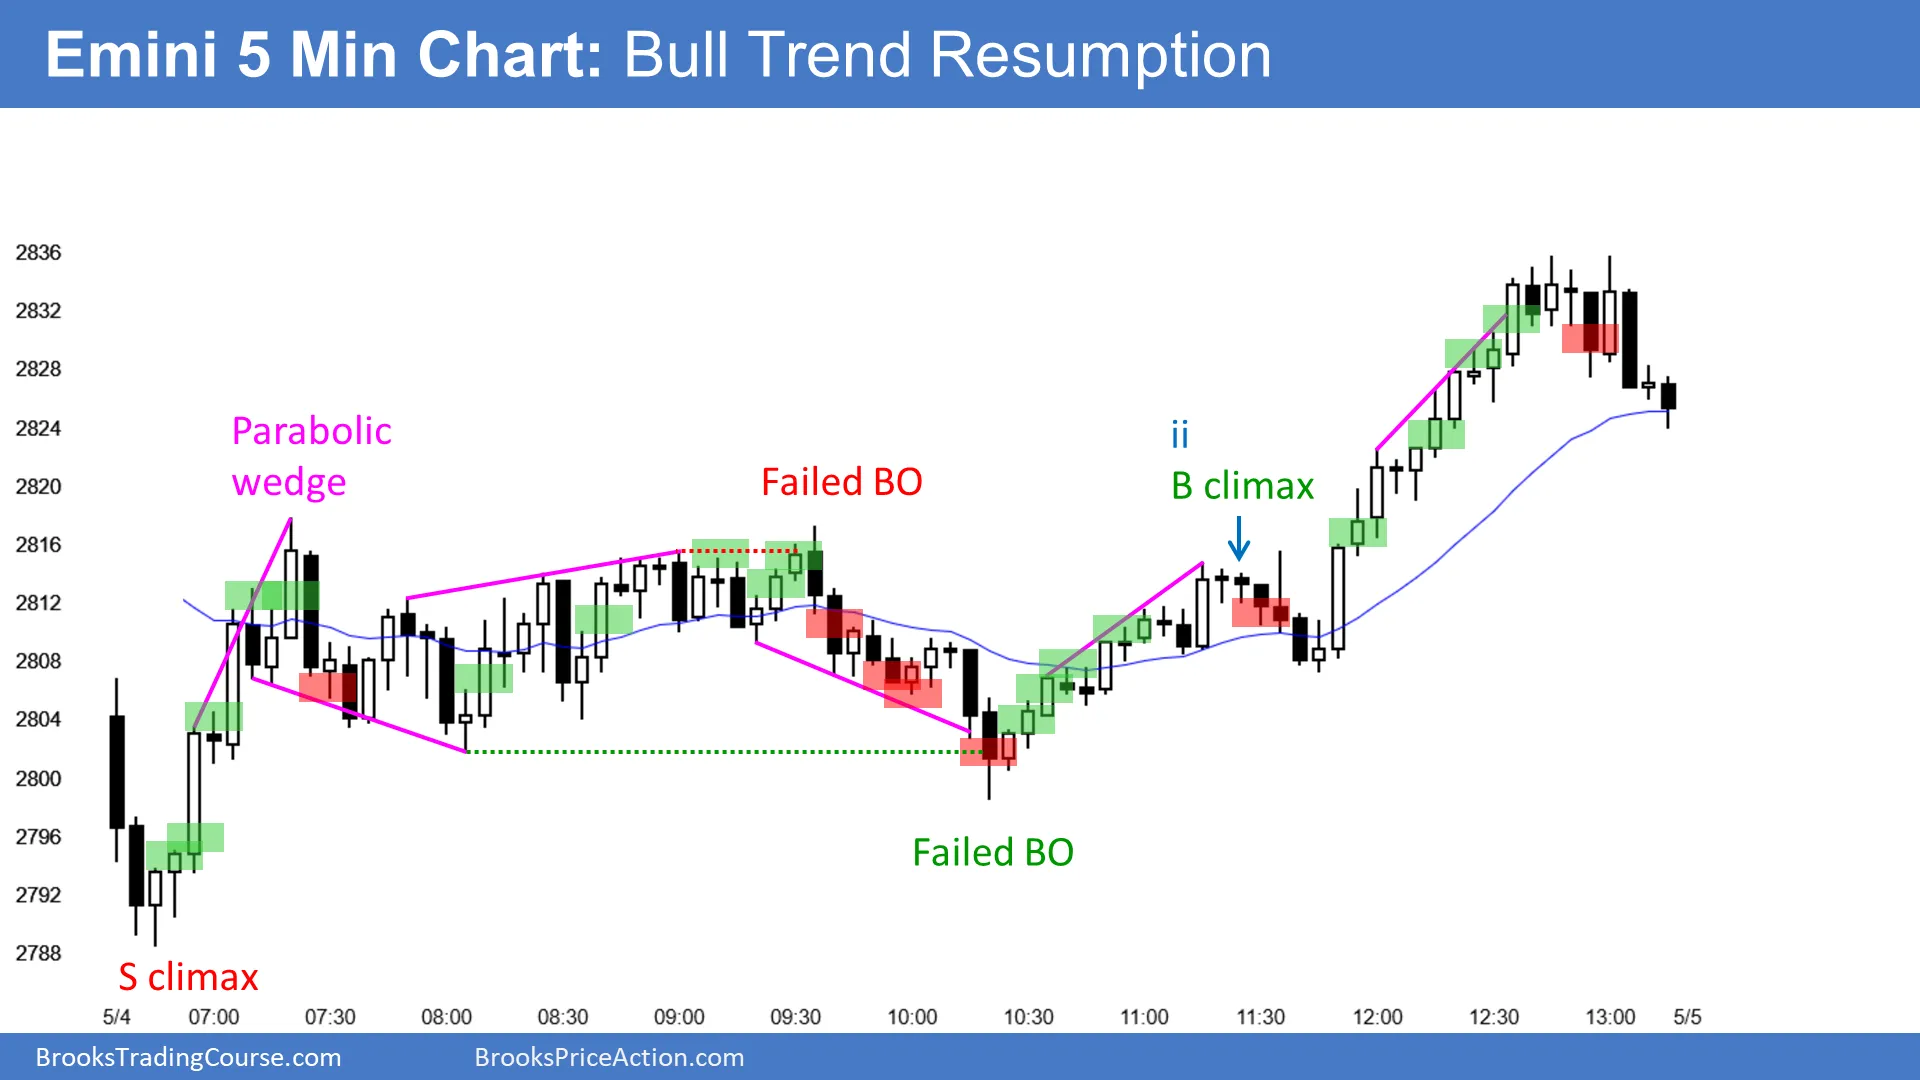 Emini 5 Min Chart: Bull Trend Resumption
2836
2832
2828
2824
2820
2816
2812
2808
2804
2800
2796
2792
2788
Parabolic
wedge
Failed BO
ii
B climax
Failed BO
S climax
5/4 07:00 07:30 08:00 08:30 09:00 09:30 10:00 10:30 11:00 11:30 12:00 12:30 13:00 5/5
BrooksTradingCourse.com BrooksPriceAction.com